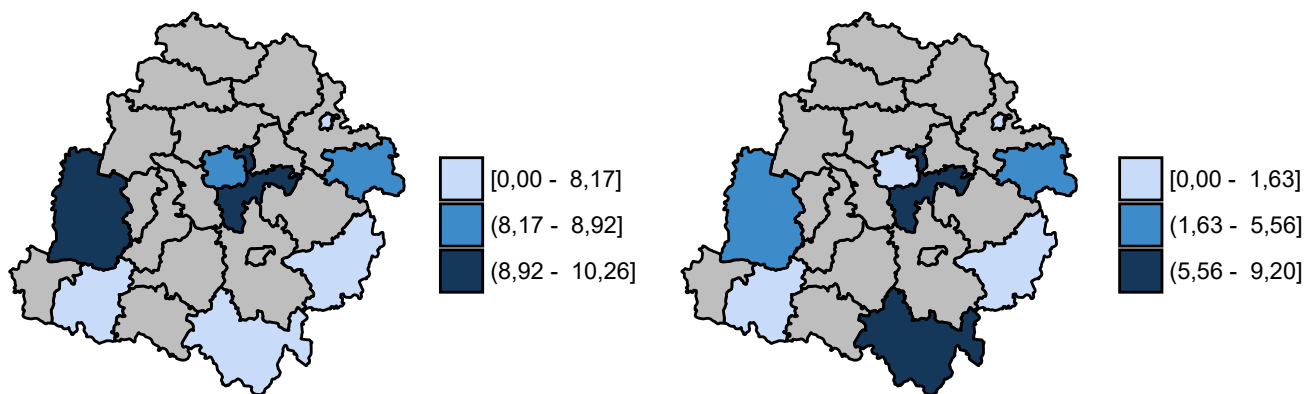 [0,00 - 8,17]
(8,17 - 8,92]
(8,92 - 10,26]
[0,00 - 1,63]
(1,63 - 5,56]
(5,56 - 9,20]